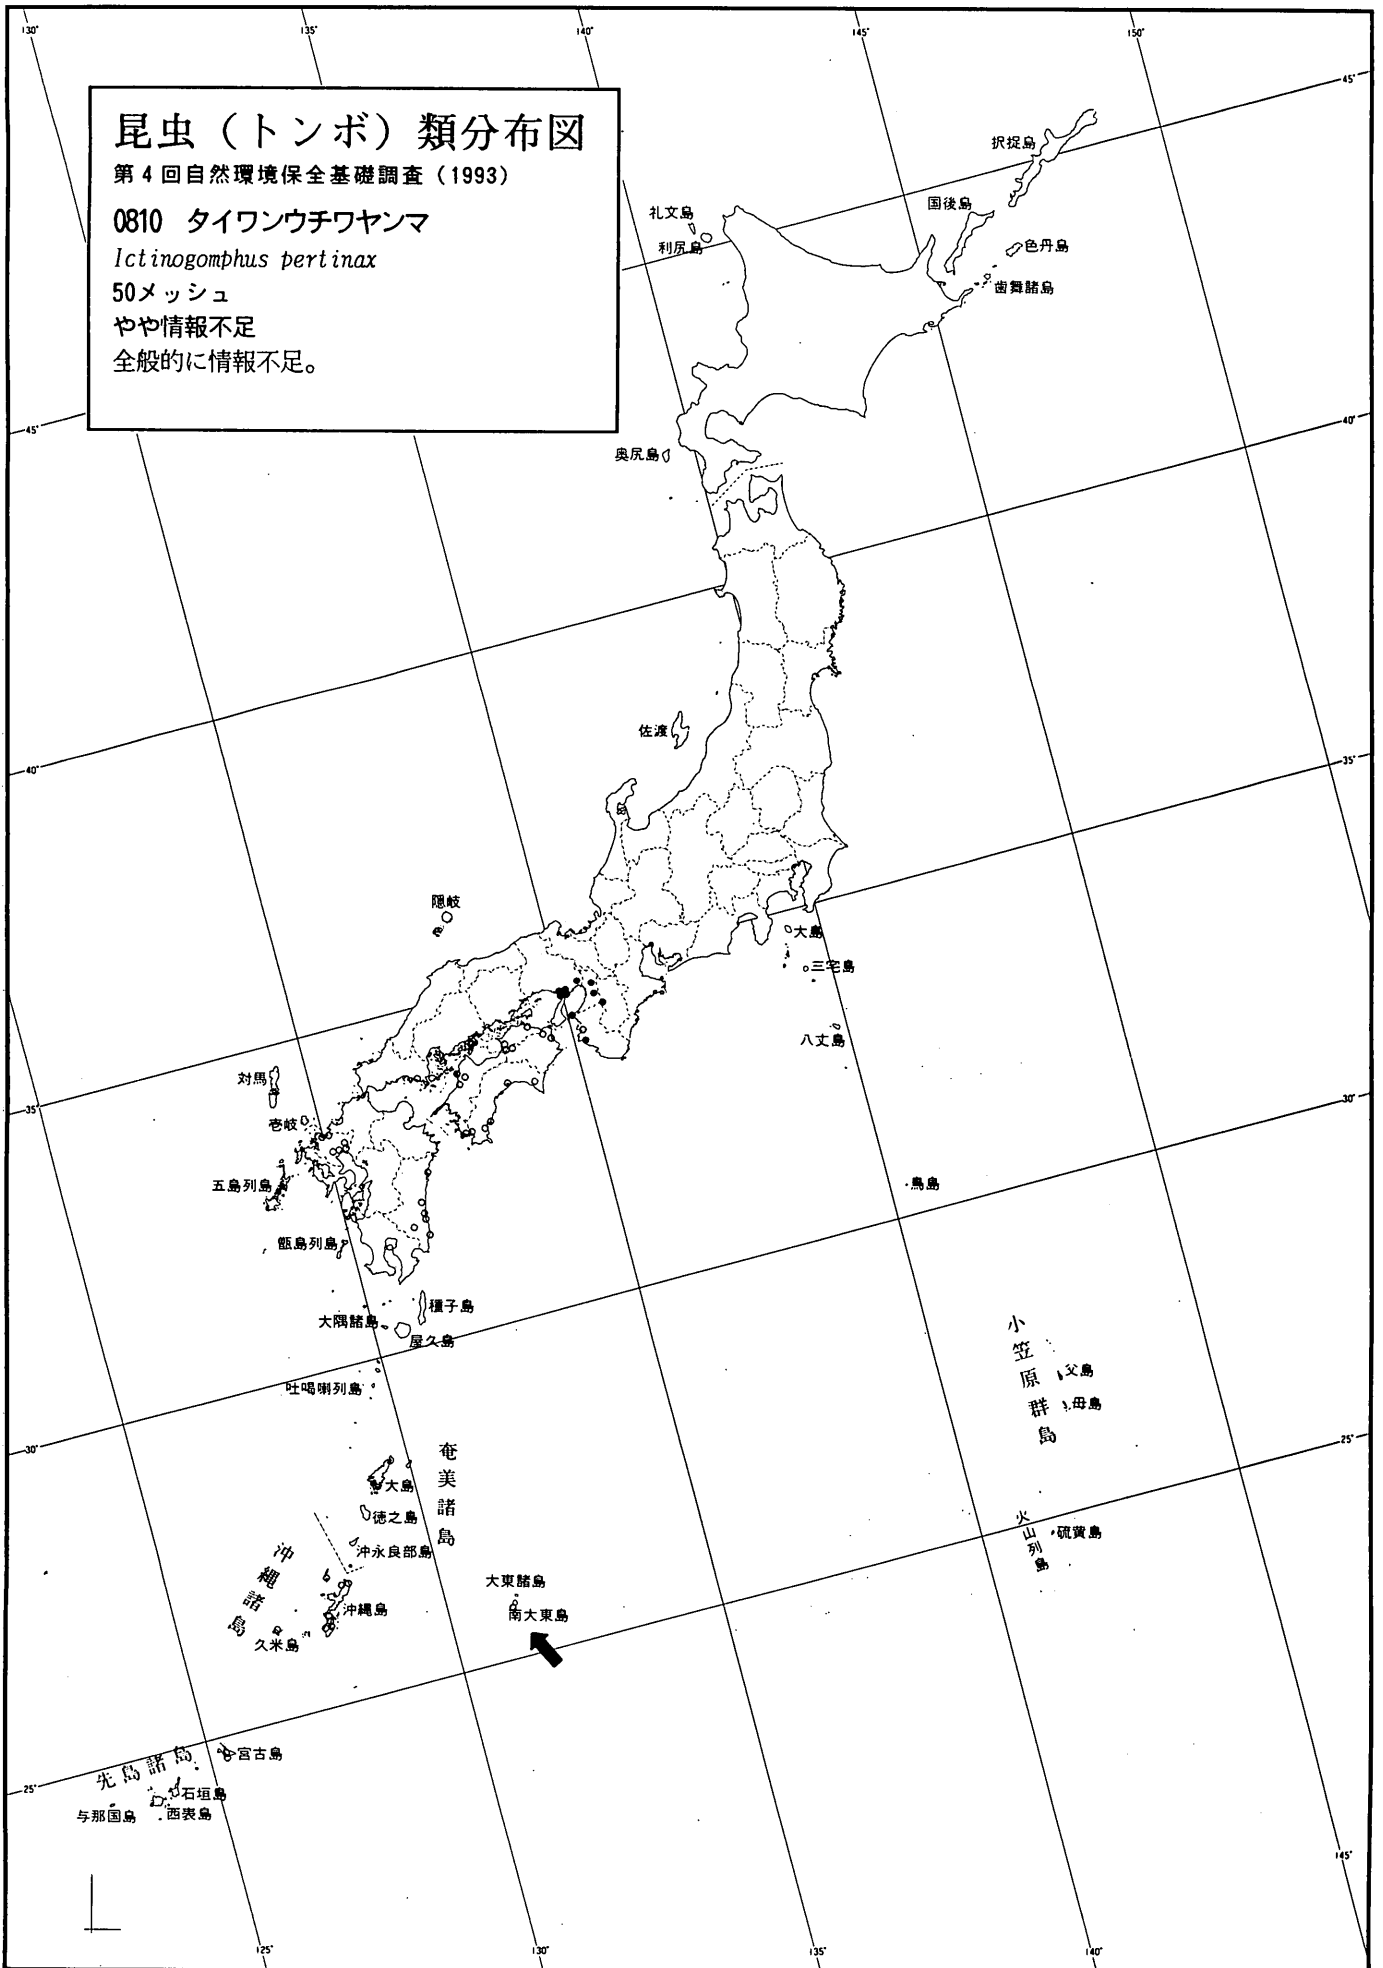 昆虫（トンボ）類分布図
第4回自然環境保全基礎調査（1993）
0810 タイワンウチワヤンマ
Ictinogomphus pertinax
50メッシュ
やや情報不足
全般的に情報不足。
130°
135°
140°
145°
150°
45°
択捉島
国後島
色丹島
歯舞諸島
礼文島
利尻島
40°
45°
奥尻島
佐渡
35°
40°
隠岐
大島
三宅島
八丈島
対馬
35°
壱岐
30°
五島列島
鳥島
甑島列島
種子島
大隅諸島
屋久島
吐噶喇列島
小笠原群島
父島
母島
25°
30°
奄美諸島
大島
徳之島
沖永良部島
火山列島
硫黄島
沖縄諸島
沖縄島
久米島
大東諸島
南大東島
先島諸島
宮古島
25°
石垣島
西表島
与那国島
145°
125°
130°
135°
140°